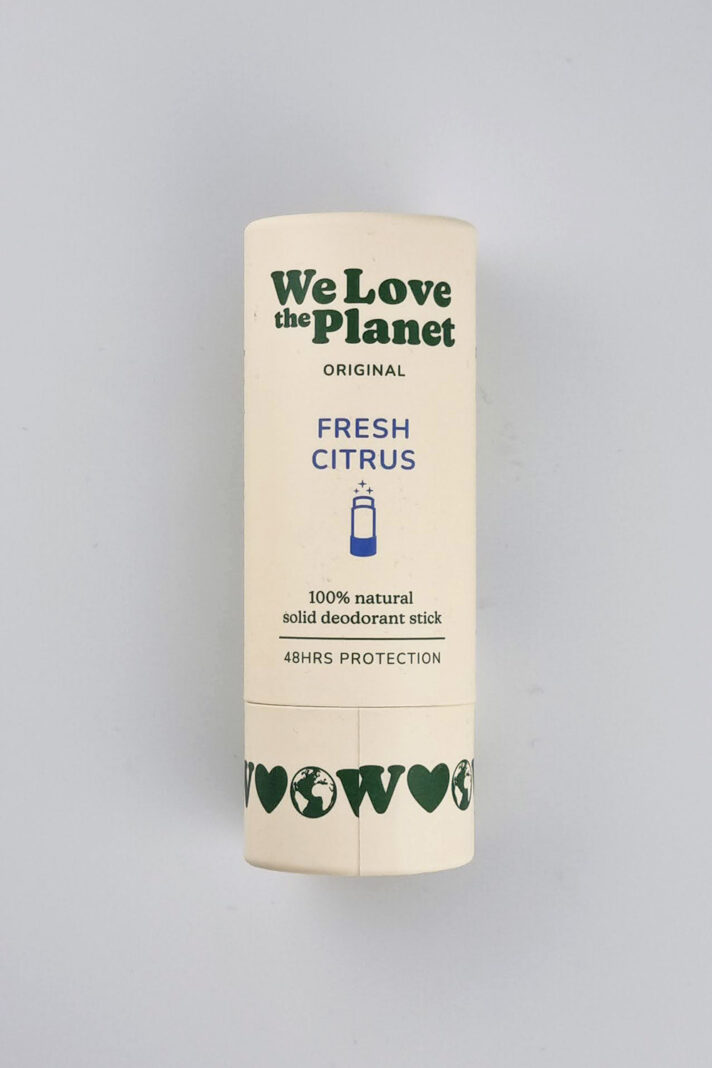 We Love
the Planet
ORIGINAL
FRESH
CITRUS
100% natural
solid deodorant stick
48HRS PROTECTION
W W